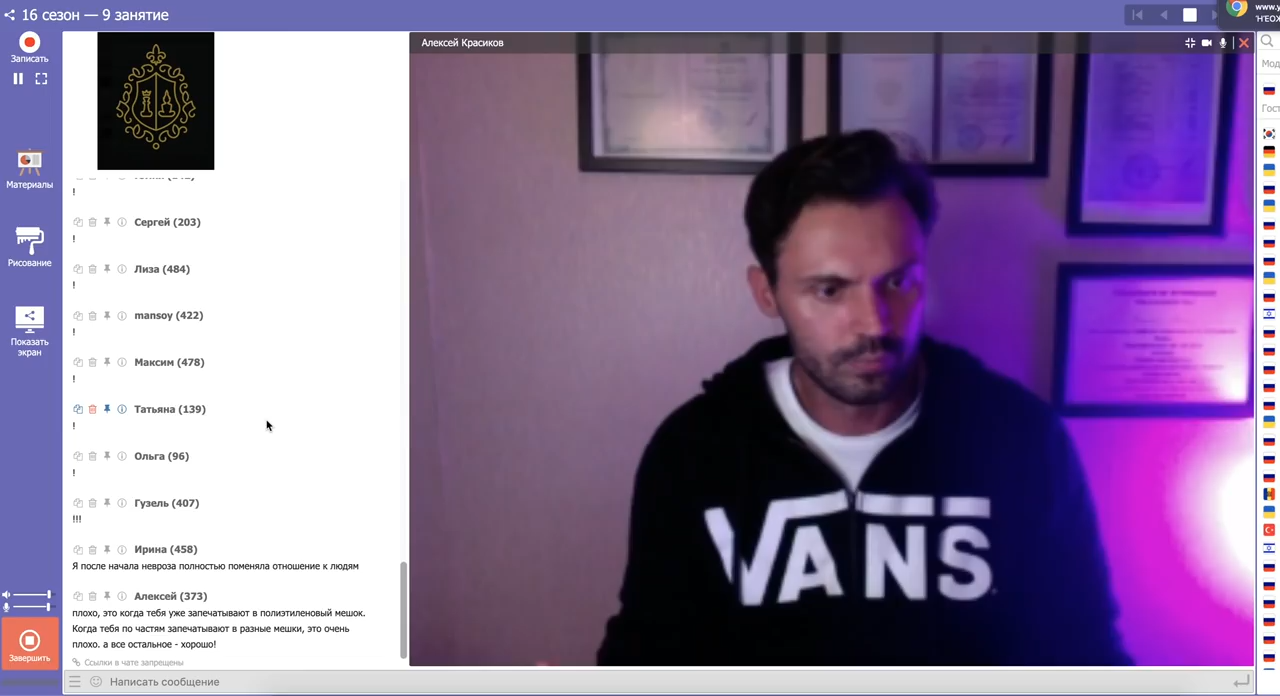 16 сезон — 9 занятие
www.y
Записать
Алексей Красиков
Мод
Гост
Материалы
!
Сергей (203)
!
Рисование
Лиза (484)
!
mansoy (422)
!
Показать
экран
Максим (478)
!
Татьяна (139)
!
Ольга (96)
!
Гузель (407)
!!!
VANS
Ирина (458)
Я после начала невроза полностью поменяла отношение к людям
Алексей (373)
плохо, это когда тебя уже запечатывают в полиэтиленовый мешок.
Когда тебя по частям запечатывают в разные мешки, это очень
плохо. а все остальное - хорошо!
Завершить
Ссылки в чате запрещены
Написать сообщение